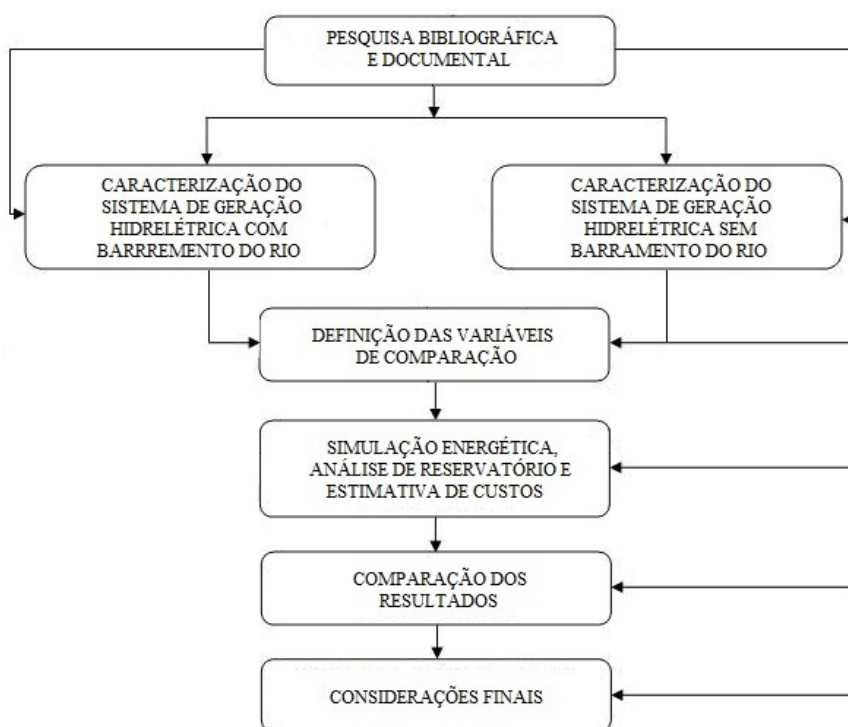 PESQUISA BIBLIOGRÁFICA
E DOCUMENTAL
CARACTERIZAÇÃO DO
SISTEMA DE GERAÇÃO
HIDRELÉTRICA COM
BARRREMENTO DO RIO
CARACTERIZAÇÃO DO
SISTEMA DE GERAÇÃO
HIDRELÉTRICA SEM
BARRAMENTO DO RIO
DEFINIÇÃO DAS VARIÁVEIS
DE COMPARAÇÃO
SIMULAÇÃO ENERGÉTICA,
ANÁLISE DE RESERVATÓRIO E
ESTIMATIVA DE CUSTOS
COMPARAÇÃO DOS
RESULTADOS
CONSIDERAÇÕES FINAIS